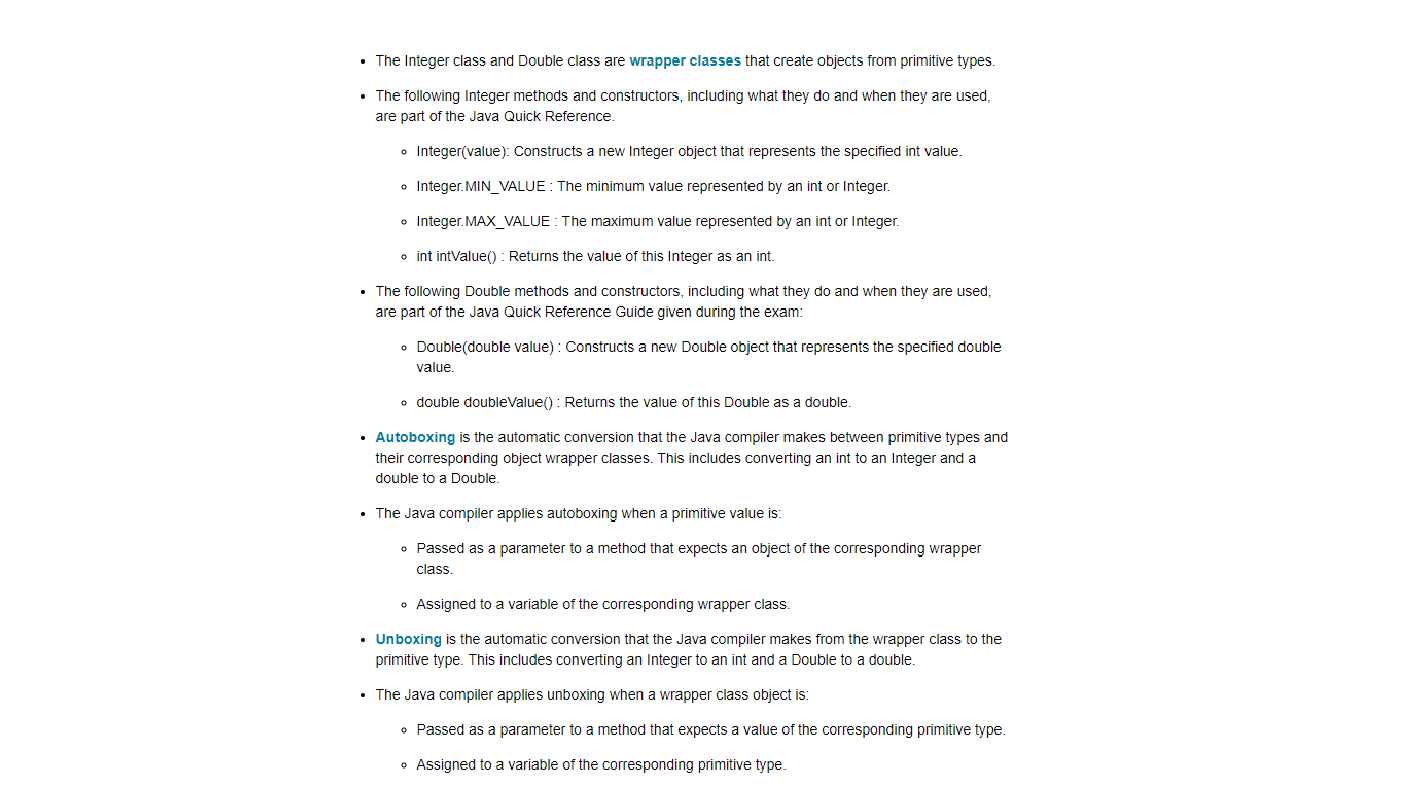 The Integer class and Double class are wrapper classes that create objects from primitive types.
The following Integer methods and constructors, including what they do and when they are used,
are part of the Java Quick Reference.
Integer(value): Constructs a new Integer object that represents the specified int value.
Integer.MIN_VALUE : The minimum value represented by an int or Integer.
Integer.MAX_VALUE : The maximum value represented by an int or Integer.
int intValue() : Returns the value of this Integer as an int.
The following Double methods and constructors, including what they do and when they are used,
are part of the Java Quick Reference Guide given during the exam:
Double(double value) : Constructs a new Double object that represents the specified double
value.
double doubleValue() : Returns the value of this Double as a double.
Autoboxing is the automatic conversion that the Java compiler makes between primitive types and
their corresponding object wrapper classes. This includes converting an int to an Integer and a
double to a Double.
The Java compiler applies autoboxing when a primitive value is:
Passed as a parameter to a method that expects an object of the corresponding wrapper
class.
Assigned to a variable of the corresponding wrapper class.
Unboxing is the automatic conversion that the Java compiler makes from the wrapper class to the
primitive type. This includes converting an Integer to an int and a Double to a double.
The Java compiler applies unboxing when a wrapper class object is:
Passed as a parameter to a method that expects a value of the corresponding primitive type.
Assigned to a variable of the corresponding primitive type.